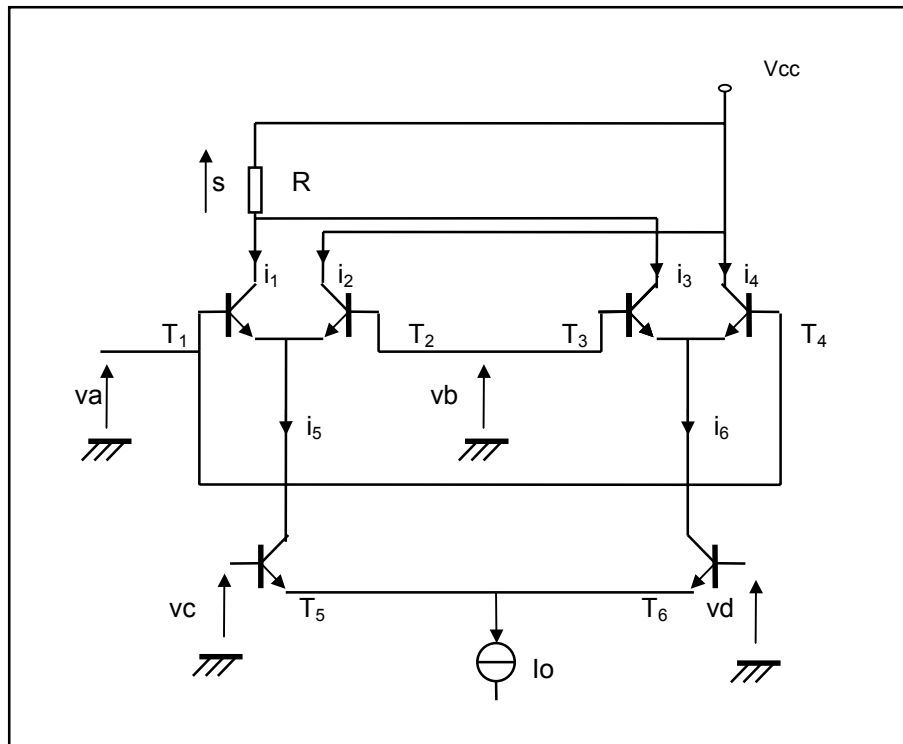 Vcc
s R
i₁ i₂ i₃ i₄
T₁ T₂ T₃ T₄
va vb
i₅ i₆
vc T₅ T₆ vd
Io